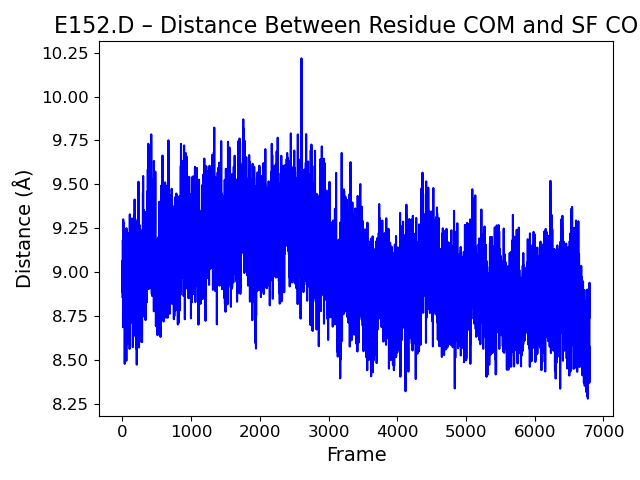 E152.D – Distance Between Residue COM and SF CO
10.25
10.00
9.75
9.50
9.25
9.00
8.75
8.50
8.25
Distance (Å)
0 1000 2000 3000 4000 5000 6000 7000
Frame